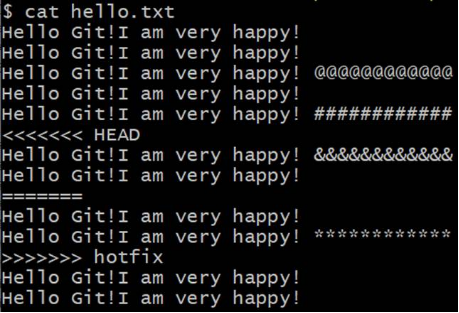 $ cat hello.txt
Hello Git!I am very happy!
Hello Git!I am very happy!
Hello Git!I am very happy! @@@@@@@@@@@@
Hello Git!I am very happy!
Hello Git!I am very happy! ############
<<<<<<< HEAD
Hello Git!I am very happy! &&&&&&&&&&&&
Hello Git!I am very happy!
=======
Hello Git!I am very happy!
Hello Git!I am very happy! ************
>>>>>>> hotfix
Hello Git!I am very happy!
Hello Git!I am very happy!